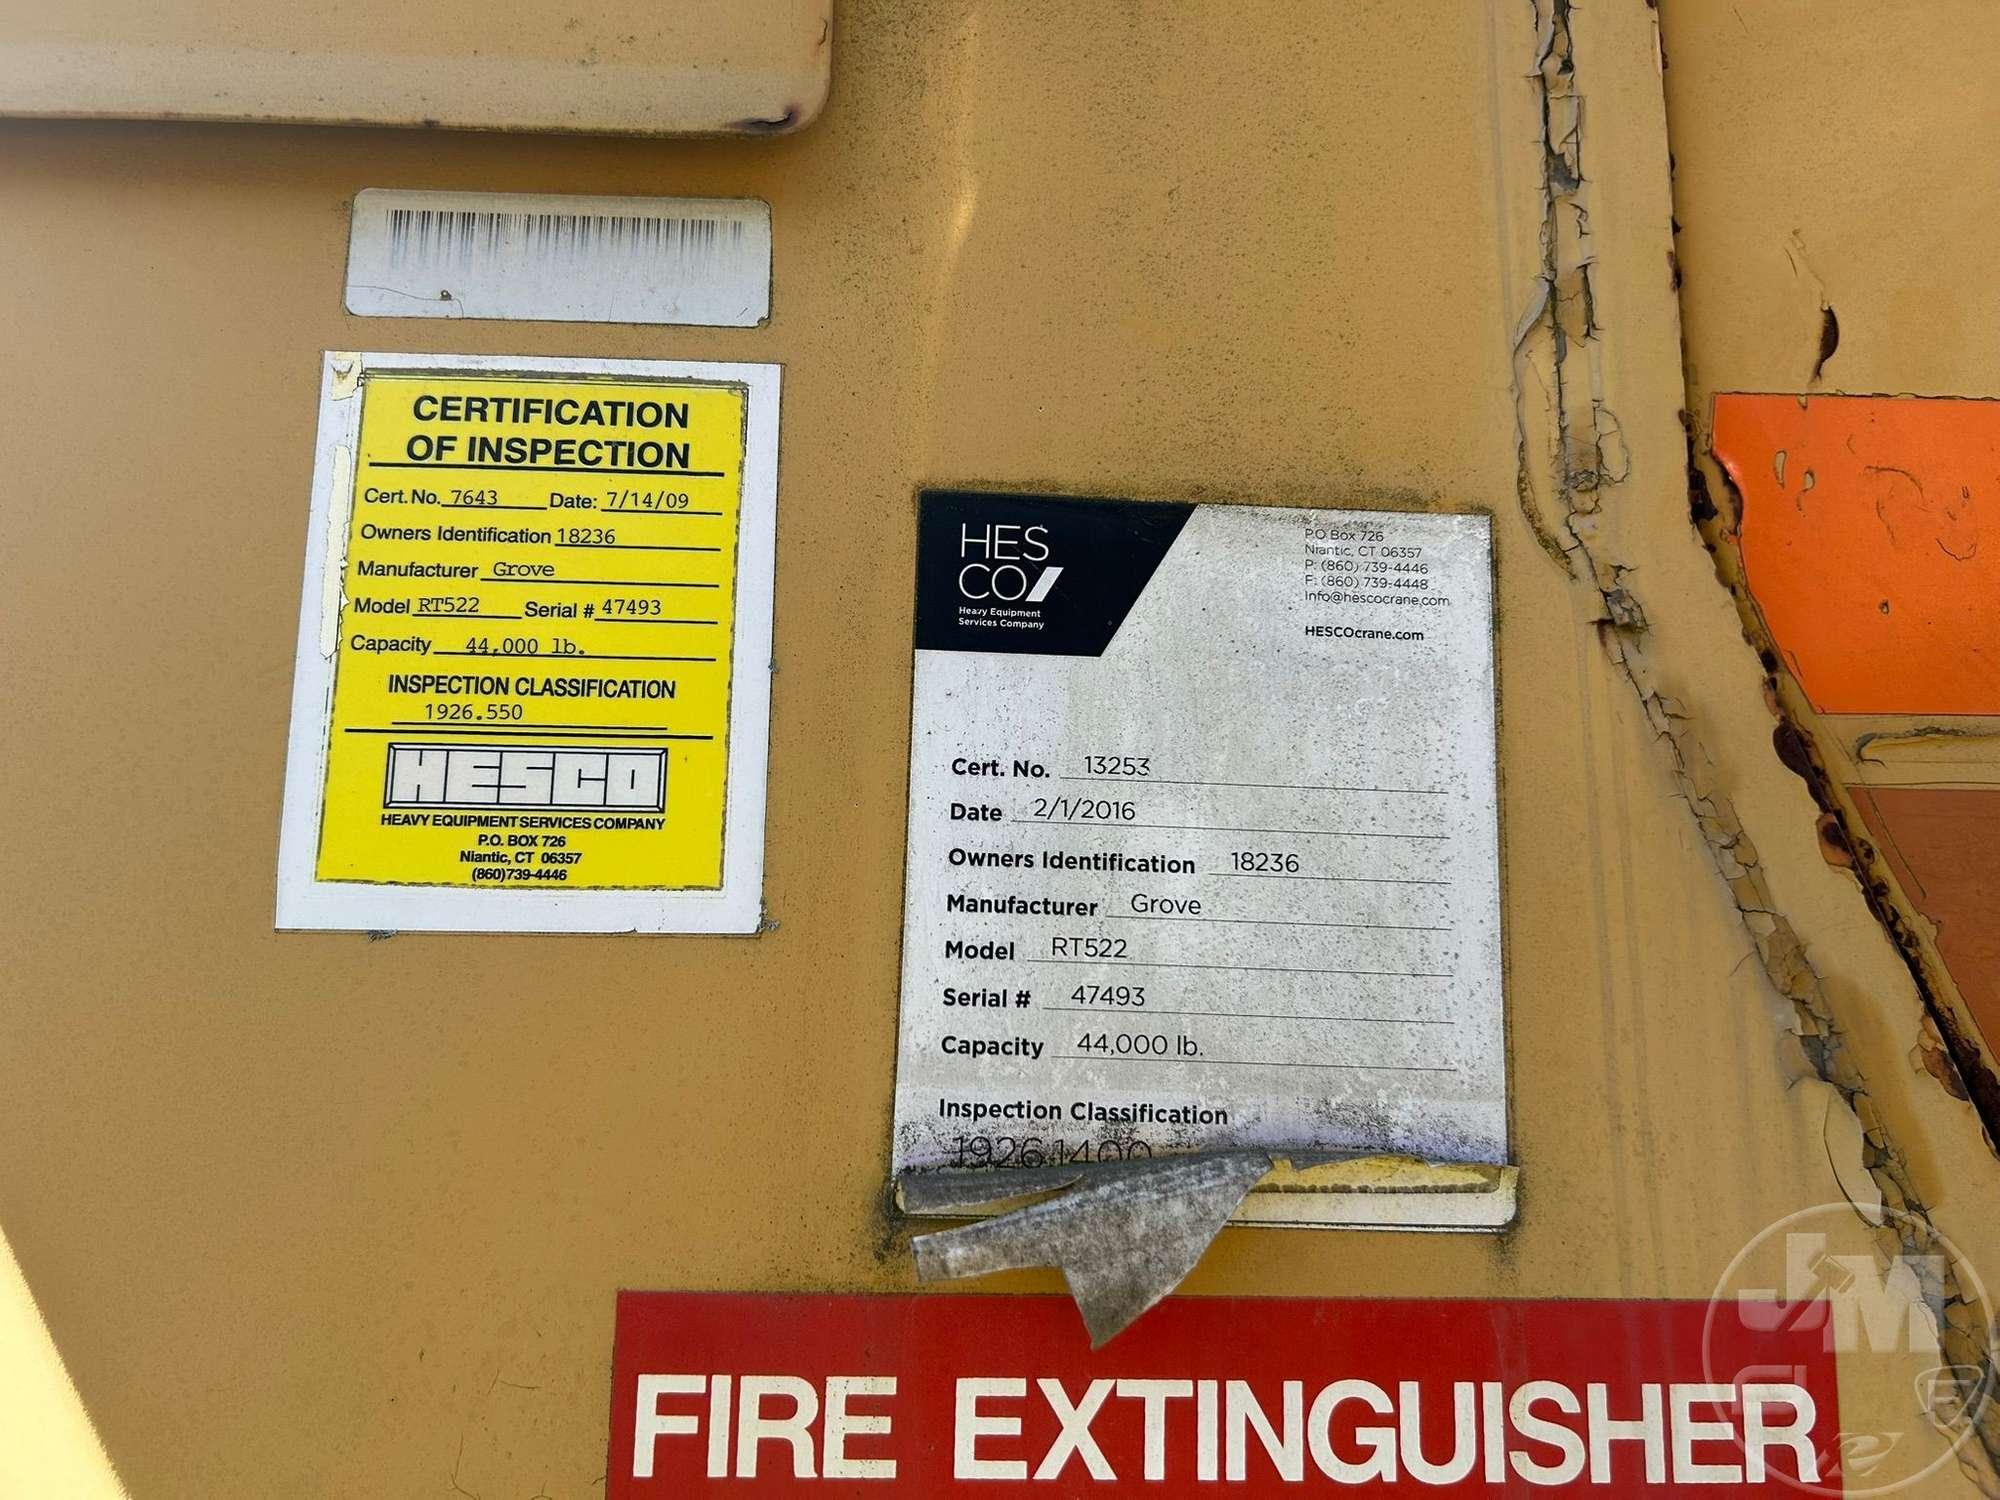 CERTIFICATION
OF INSPECTION
Cert. No. 7643 Date: 7/14/09
Owners Identification 18236
Manufacturer Grove
Model RT522 Serial # 47493
Capacity 44,000 lb.
INSPECTION CLASSIFICATION
1926.550
HESCO
HEAVY EQUIPMENT SERVICES COMPANY
P.O. BOX 726
Niantic, CT 06357
(860)739-4446
HES
CO
Heavy Equipment
Services Company
P.O Box 726
Niantic, CT 06357
P: (860) 739-4446
F: (860) 739-4448
Info@hescocrane.com
HESCOcrane.com
Cert. No. 13253
Date 2/1/2016
Owners Identification 18236
Manufacturer Grove
Model RT522
Serial # 47493
Capacity 44,000 lb.
Inspection Classification
1926.1400
FIRE EXTINGUISHER
JM